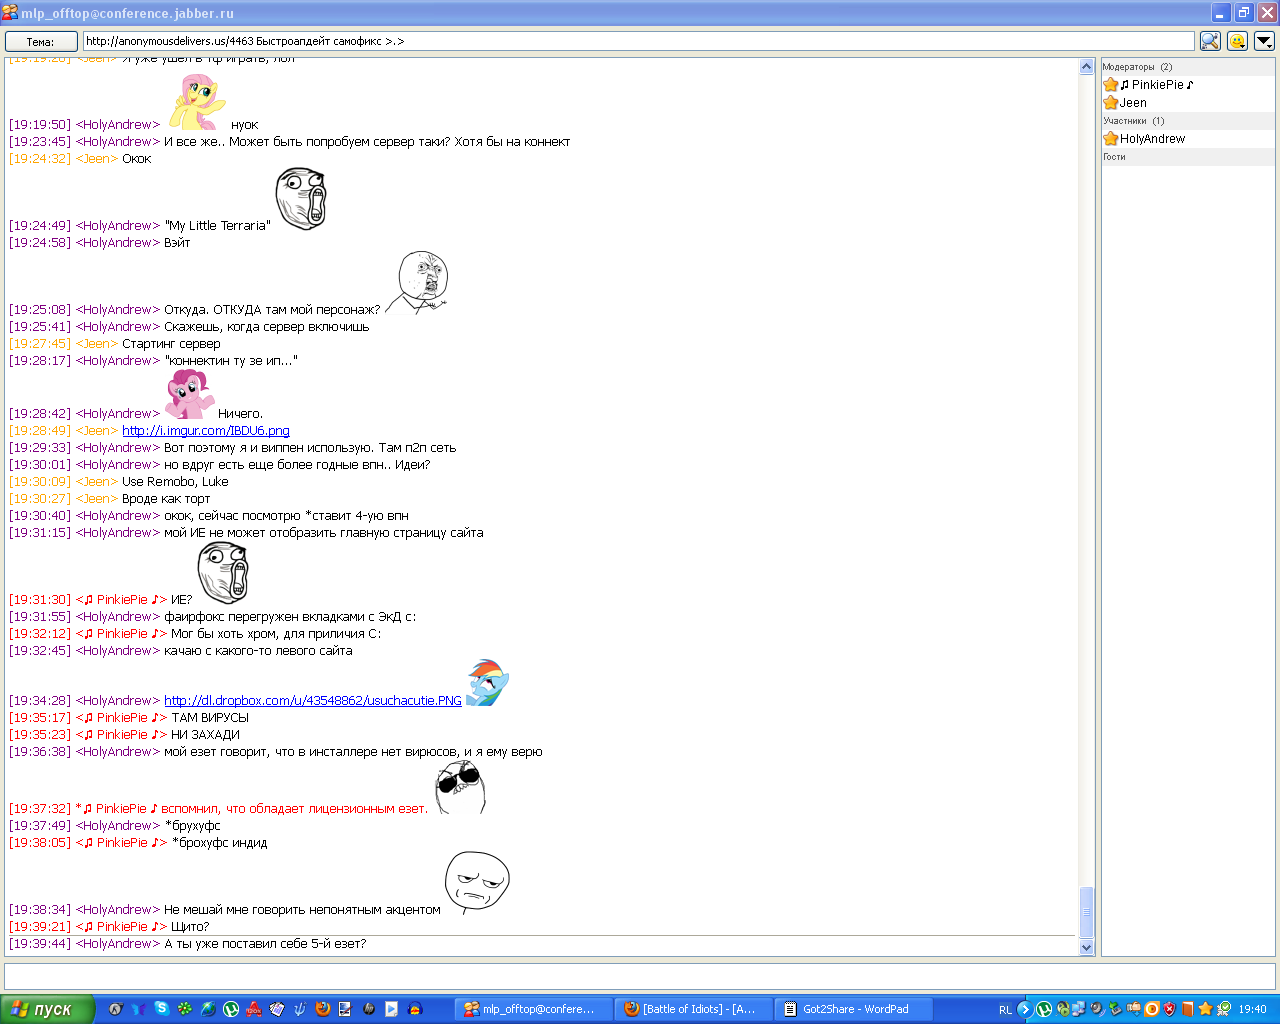 mlp_offtop@conference.jabber.ru
Тема:
http://anonymousdelivers.us/4463 Быстроапдейт самофикс >.>
[19:19:26] <Jeen> Я уже ушел в тф играть, лол
[19:19:50] <HolyAndrew> нуок
[19:23:45] <HolyAndrew> И все же.. Может быть попробуем сервер таки? Хотя бы на коннект
[19:24:32] <Jeen> Окок
[19:24:49] <HolyAndrew> "My Little Terraria"
[19:24:58] <HolyAndrew> Вэйт
[19:25:08] <HolyAndrew> Откуда. ОТКУДА там мой персонаж?
[19:25:41] <HolyAndrew> Скажешь, когда сервер включишь
[19:27:45] <Jeen> Стартинг сервер
[19:28:17] <HolyAndrew> "коннектин ту зе ип..."
[19:28:42] <HolyAndrew> Ничего.
[19:28:49] <Jeen> http://i.imgur.com/IBDU6.png
[19:29:33] <HolyAndrew> Вот поэтому я и виппен использую. Там п2п сеть
[19:30:01] <HolyAndrew> но вдруг есть еще более годные впн.. Идеи?
[19:30:09] <Jeen> Use Remobo, Luke
[19:30:27] <Jeen> Вроде как торт
[19:30:40] <HolyAndrew> окок, сейчас посмотрю *ставит 4-ую впн
[19:31:15] <HolyAndrew> мой ИЕ не может отобразить главную страницу сайта
[19:31:30] <♫ PinkiePie ♪> ИЕ?
[19:31:55] <HolyAndrew> фаирфокс перегружен вкладками с ЭкД с:
[19:32:12] <♫ PinkiePie ♪> Мог бы хоть хром, для приличия С:
[19:32:45] <HolyAndrew> качаю с какого-то левого сайта
[19:34:28] <HolyAndrew> http://dl.dropbox.com/u/43548862/usuchacutie.PNG
[19:35:17] <♫ PinkiePie ♪> ТАМ ВИРУСЫ
[19:35:23] <♫ PinkiePie ♪> НИ ЗАХАДИ
[19:36:38] <HolyAndrew> мой езет говорит, что в инсталлере нет вирюсов, и я ему верю
[19:37:32] *♫ PinkiePie ♪ вспомнил, что обладает лицензионным езет.
[19:37:49] <HolyAndrew> *брухуфс
[19:38:05] <♫ PinkiePie ♪> *брохуфс индид
[19:38:34] <HolyAndrew> Не мешай мне говорить непонятным акцентом
[19:39:21] <♫ PinkiePie ♪> Щито?
[19:39:44] <HolyAndrew> А ты уже поставил себе 5-й езет?
Модераторы (2)
♫ PinkiePie ♪
Jeen
Участники (1)
HolyAndrew
Гости
пуск
mlp_offtop@confere...
[Battle of Idiots] - [А...
Got2Share - WordPad
RL
19:40